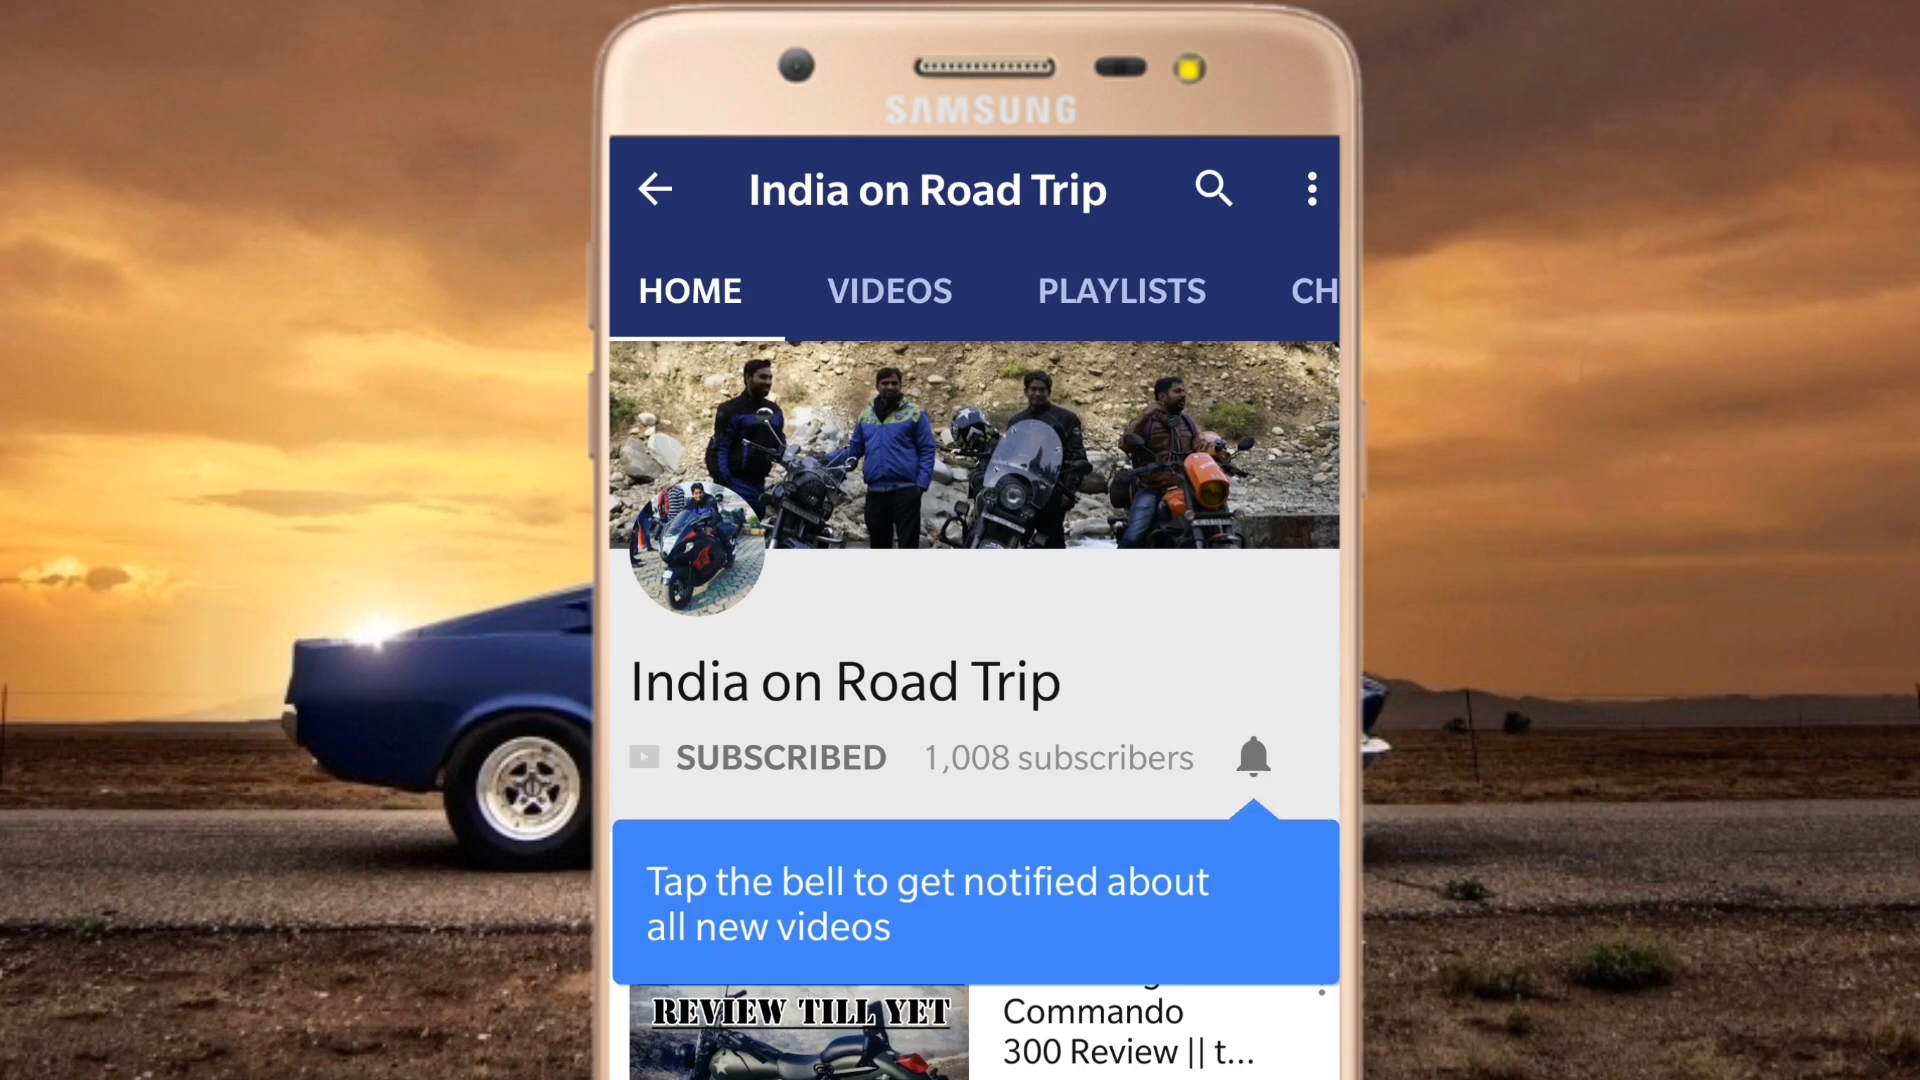 SAMSUNG
India on Road Trip
HOME VIDEOS PLAYLISTS CH
India on Road Trip
SUBSCRIBED 1,008 subscribers
Tap the bell to get notified about
all new videos
REVIEW TILL YET
Commando
300 Review || t...